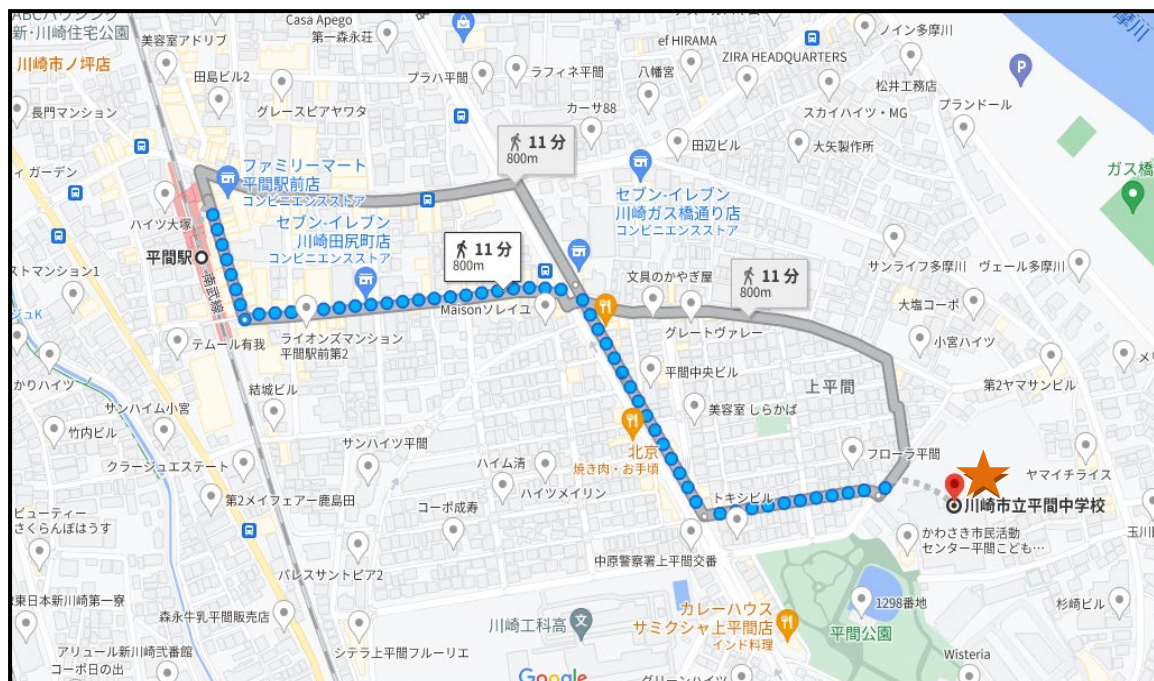 ABCハウジング
新・川崎住宅公園
美容室アドリブ
川崎市ノ坪店
田島ビル2
長門マンション
グレースピアヤワタ
Casa Apego
第一森永荘
プラハ平間
ラフィネ平間
ef HIRAMA
八幡宮
ZIRA HEADQUARTERS
カーサ88
田辺ビル
ノイン多摩川
松井工務店
スカイハイツ・MG
プランドール
大矢製作所
摩川
P
ガス橋
ィ ガーデン
ハイツ大塚
ファミリーマート
平間駅前店
コンビニエンスストア
11 分
800m
セブン-イレブン
川崎ガス橋通り店
コンビニエンスストア
セブン-イレブン
川崎田尻町店
コンビニエンスストア
平間駅
南武線
11 分
800m
文具のかやぎ屋
11 分
800m
サンライフ多摩川
ヴェール多摩川
ストマンション1
ジュK
テムール有我
ライオンズマンション
平間駅前第2
Maisonソレイユ
グレートヴァレー
大塩コーポ
小宮ハイツ
第2ヤマサンビル
メリ
かりハイツ
結城ビル
サンハイム小宮
竹内ビル
平間中央ビル
上平間
美容室 しらかば
サンハイツ平間
北京
焼き肉・お手頃
フローラ平間
クラージュエステート
ハイム清
ハイツメイリン
第2メイフェアー鹿島田
コーポ成寿
トキシビル
ヤマイチライス
川崎市立平間中学校
ビューティー
さくらんぼはうす
パレスサントピア2
中原警察署上平間交番
かわさき市民活動
センター平間こども…
玉川
東日本新川崎第一寮
森永牛乳平間販売店
川崎工科高
文
カレーハウス
サミクシャ上平間店
インド料理
1298番地
平間公園
杉崎ビル
アリュール新川崎弐番館
コーポ日の出
シテラ上平間フルーリエ
Google
グリーンハイツ
Wisteria